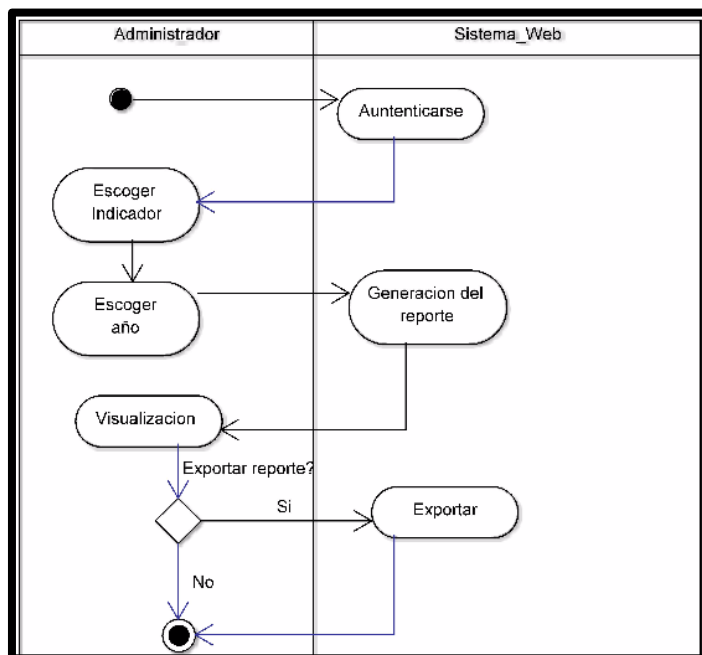 Administrador
Sistema_Web
Auntenticarse
Escoger
Indicador
Escoger
año
Generacion del
reporte
Visualizacion
Exportar reporte?
Si
Exportar
No